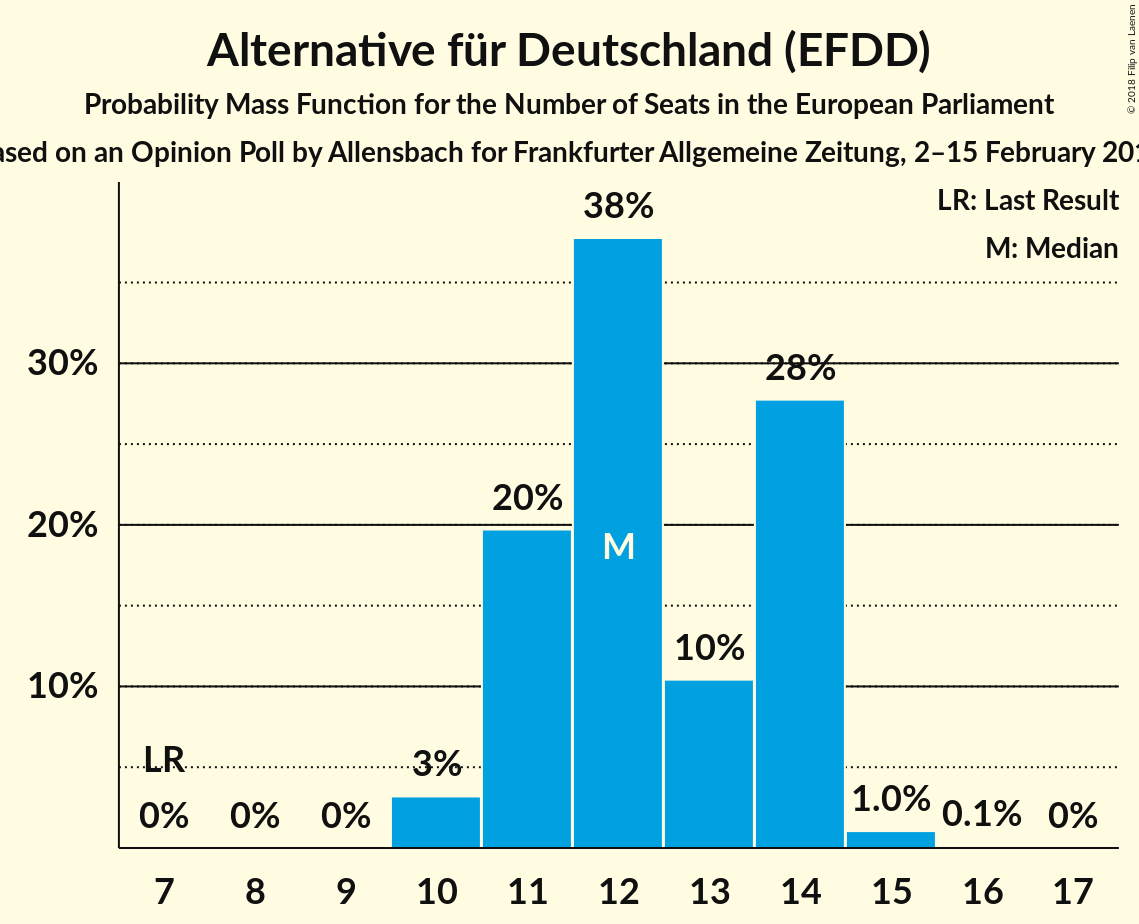 Alternative für Deutschland (EFDD)
Probability Mass Function for the Number of Seats in the European Parliament
on an Opinion Poll by Allensbach for Frankfurter Allgemeine Zeitung, 2–15 February
© 2018 Filip van Laenen
LR: Last Result
M: Median
38%
30%
28%
20%
20%
M
10%
10%
LR
3%
0%
0%
0%
1.0%
0.1%
0%
7 8 9 10 11 12 13 14 15 16 17